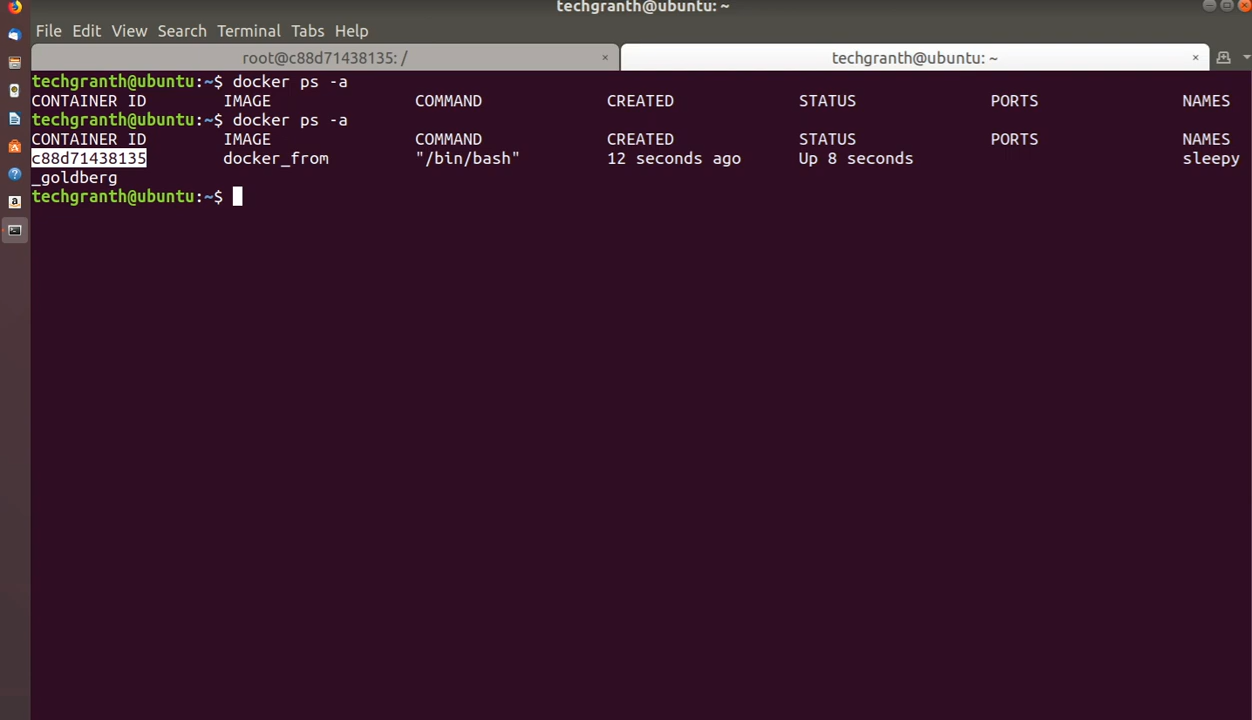 techgranth@ubuntu: ~
File Edit View Search Terminal Tabs Help
root@c88d71438135: / × techgranth@ubuntu: ~ ×
techgranth@ubuntu:~$ docker ps -a
CONTAINER ID IMAGE COMMAND CREATED STATUS PORTS NAMES
techgranth@ubuntu:~$ docker ps -a
CONTAINER ID IMAGE COMMAND CREATED STATUS PORTS NAMES
c88d71438135 docker_from "/bin/bash" 12 seconds ago Up 8 seconds sleepy
_goldberg
techgranth@ubuntu:~$